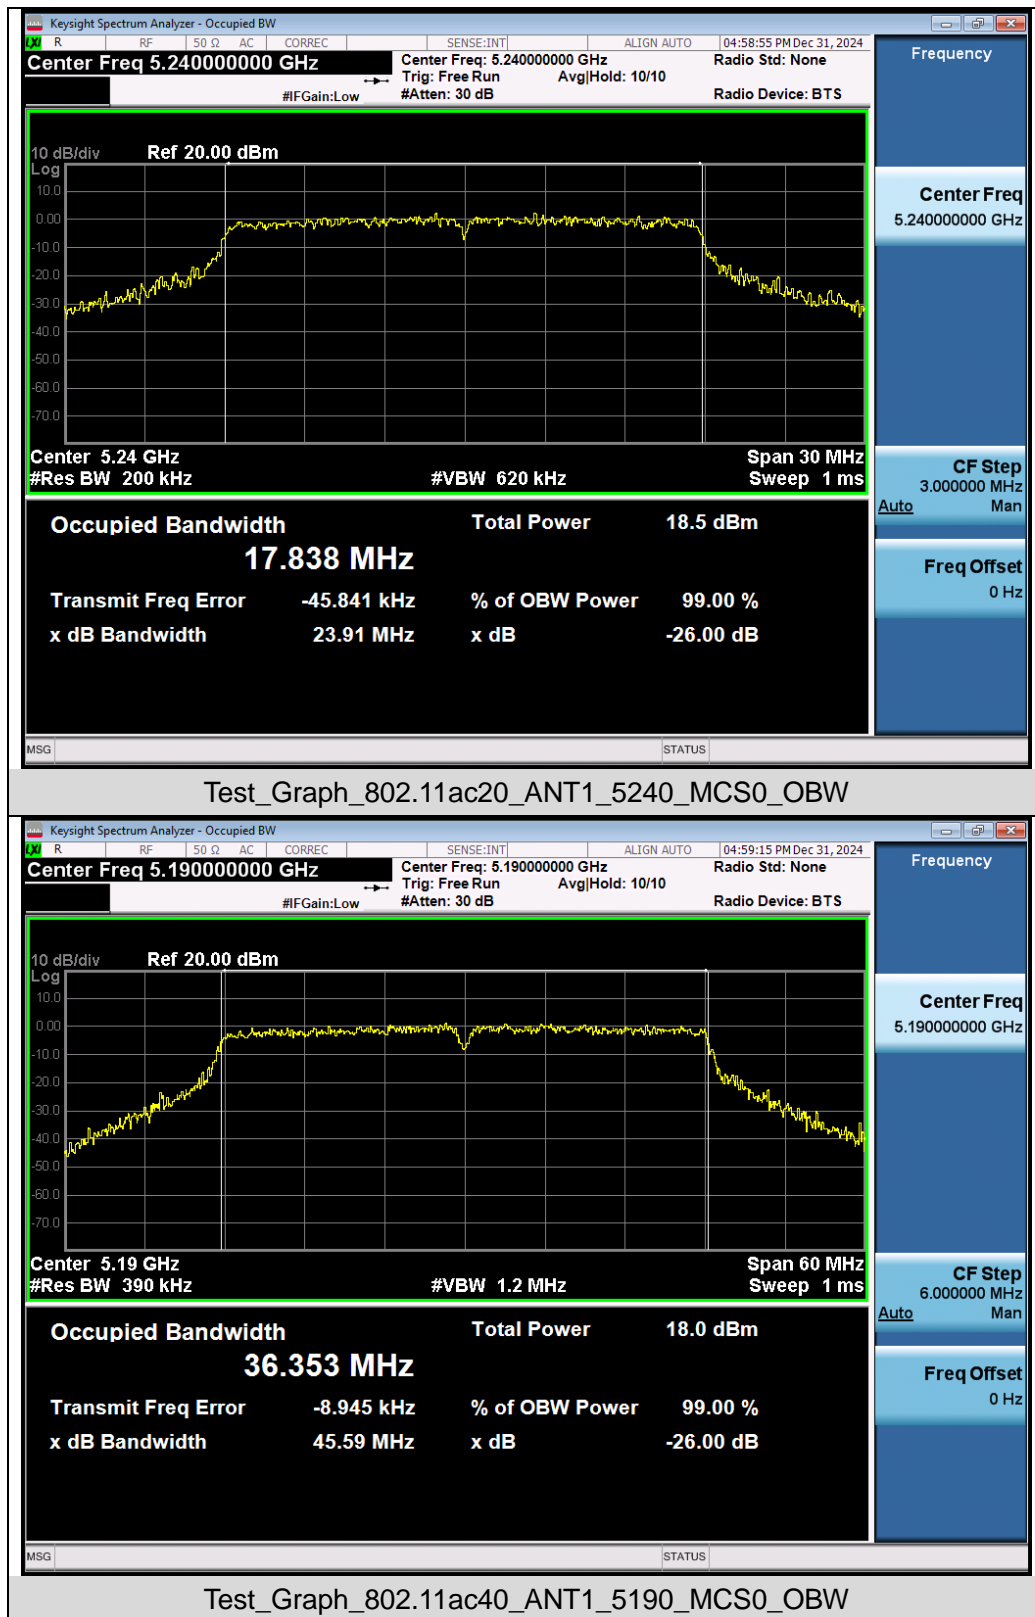 Keysight Spectrum Analyzer - Occupied BW
LXI R RF 50 Ω AC CORREC SENSE:INT ALIGN AUTO 04:58:55 PM Dec 31, 2024
Center Freq 5.240000000 GHz
Center Freq: 5.240000000 GHz Radio Std: None
Trig: Free Run Avg|Hold: 10/10
#IFGain:Low #Atten: 30 dB Radio Device: BTS
Frequency
10 dB/div Ref 20.00 dBm
Log
10.0
0.00
-10.0
-20.0
-30.0
-40.0
-50.0
-60.0
-70.0
Center 5.24 GHz Span 30 MHz
#Res BW 200 kHz #VBW 620 kHz Sweep 1 ms
Center Freq
5.240000000 GHz
CF Step
3.000000 MHz
Auto Man
Freq Offset
0 Hz
Occupied Bandwidth Total Power 18.5 dBm
17.838 MHz
Transmit Freq Error -45.841 kHz % of OBW Power 99.00 %
x dB Bandwidth 23.91 MHz x dB -26.00 dB
MSG STATUS
Test_Graph_802.11ac20_ANT1_5240_MCS0_OBW
Keysight Spectrum Analyzer - Occupied BW
LXI R RF 50 Ω AC CORREC SENSE:INT ALIGN AUTO 04:59:15 PM Dec 31, 2024
Center Freq 5.190000000 GHz
Center Freq: 5.190000000 GHz Radio Std: None
Trig: Free Run Avg|Hold: 10/10
#IFGain:Low #Atten: 30 dB Radio Device: BTS
Frequency
10 dB/div Ref 20.00 dBm
Log
10.0
0.00
-10.0
-20.0
-30.0
-40.0
-50.0
-60.0
-70.0
Center 5.19 GHz Span 60 MHz
#Res BW 390 kHz #VBW 1.2 MHz Sweep 1 ms
Center Freq
5.190000000 GHz
CF Step
6.000000 MHz
Auto Man
Freq Offset
0 Hz
Occupied Bandwidth Total Power 18.0 dBm
36.353 MHz
Transmit Freq Error -8.945 kHz % of OBW Power 99.00 %
x dB Bandwidth 45.59 MHz x dB -26.00 dB
MSG STATUS
Test_Graph_802.11ac40_ANT1_5190_MCS0_OBW